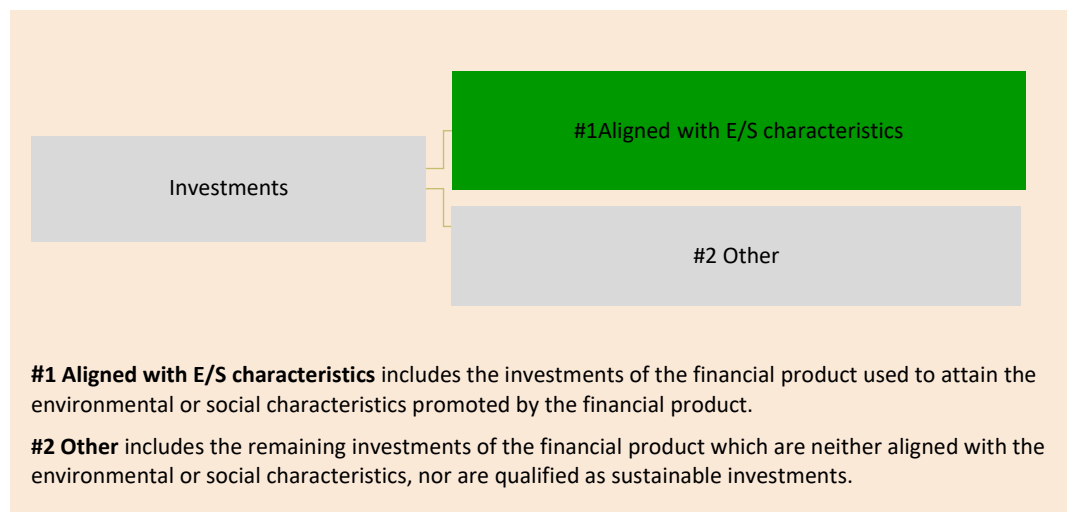 #1Aligned with E/S characteristics
Investments
#2 Other
#1 Aligned with E/S characteristics includes the investments of the financial product used to attain the
environmental or social characteristics promoted by the financial product.
#2 Other includes the remaining investments of the financial product which are neither aligned with the
environmental or social characteristics, nor are qualified as sustainable investments.